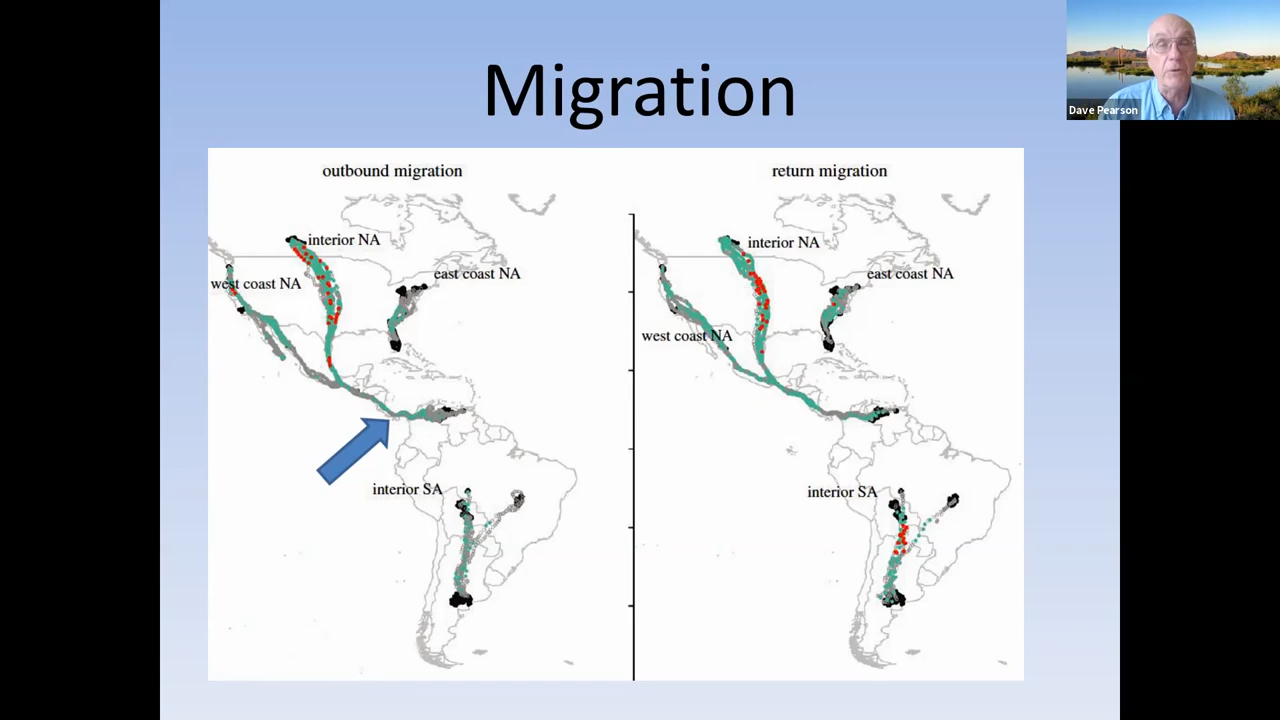 Migration
Dave Pearson
outbound migration
return migration
interior NA
west coast NA
east coast NA
interior SA
interior NA
east coast NA
west coast NA
interior SA